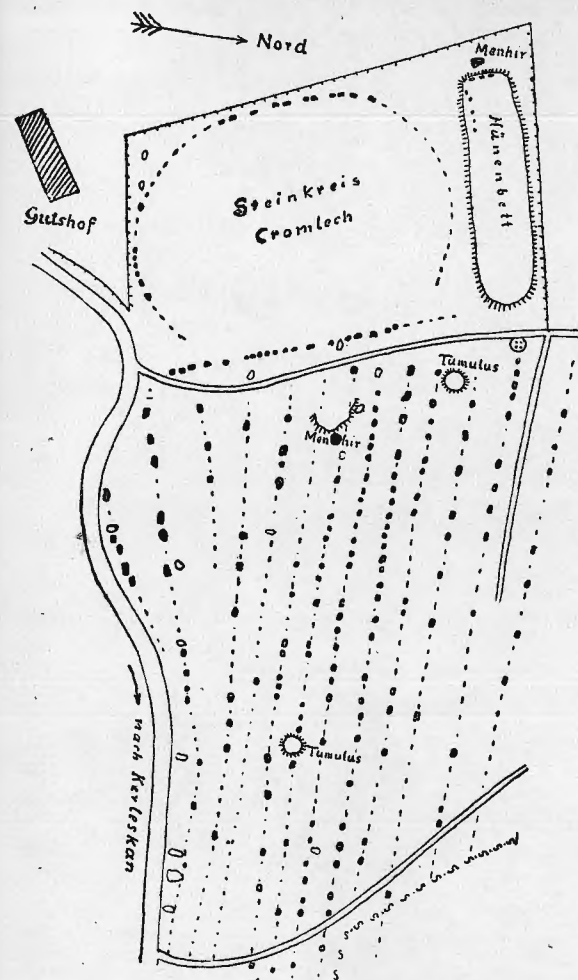 Nord
Menhir
Hünenbett
Gutshof
Steinkreis
Cromlech
Tumulus
Menhir
C
Tumulus
nach Kerleskan
S
S
S